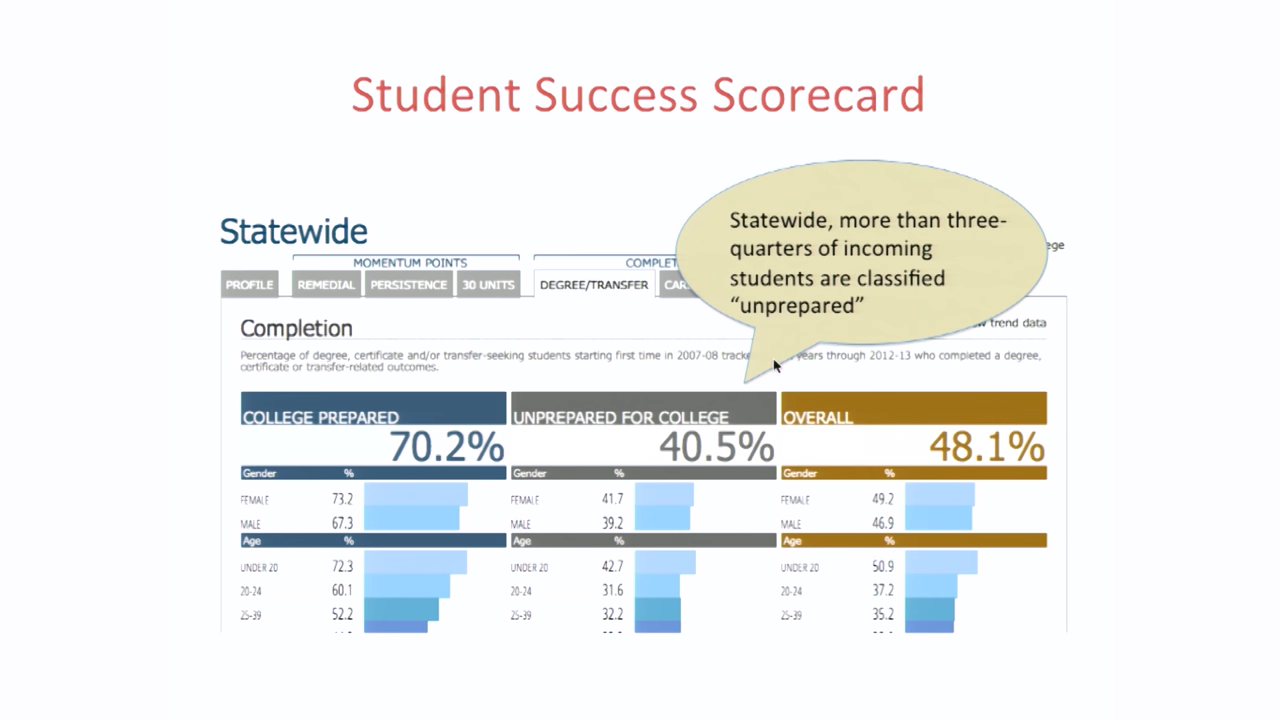 Student Success Scorecard
Statewide, more than three-
quarters of incoming
students are classified
“unprepared”
Statewide
ege
MOMENTUM POINTS
COMPLET
PROFILE
REMEDIAL
PERSISTENCE
30 UNITS
DEGREE/TRANSFER
CAR
Completion
w trend data
Percentage of degree, certificate and/or transfer-seeking students starting first time in 2007-08 tracke years through 2012-13 who completed a degree,
certificate or transfer-related outcomes.
COLLEGE PREPARED
70.2%
Gender %
FEMALE 73.2
MALE 67.3
Age %
UNDER 20 72.3
20-24 60.1
25-39 52.2
UNPREPARED FOR COLLEGE
40.5%
Gender %
FEMALE 41.7
MALE 39.2
Age %
UNDER 20 42.7
20-24 31.6
25-39 32.2
OVERALL
48.1%
Gender %
FEMALE 49.2
MALE 46.9
Age %
UNDER 20 50.9
20-24 37.2
25-39 35.2